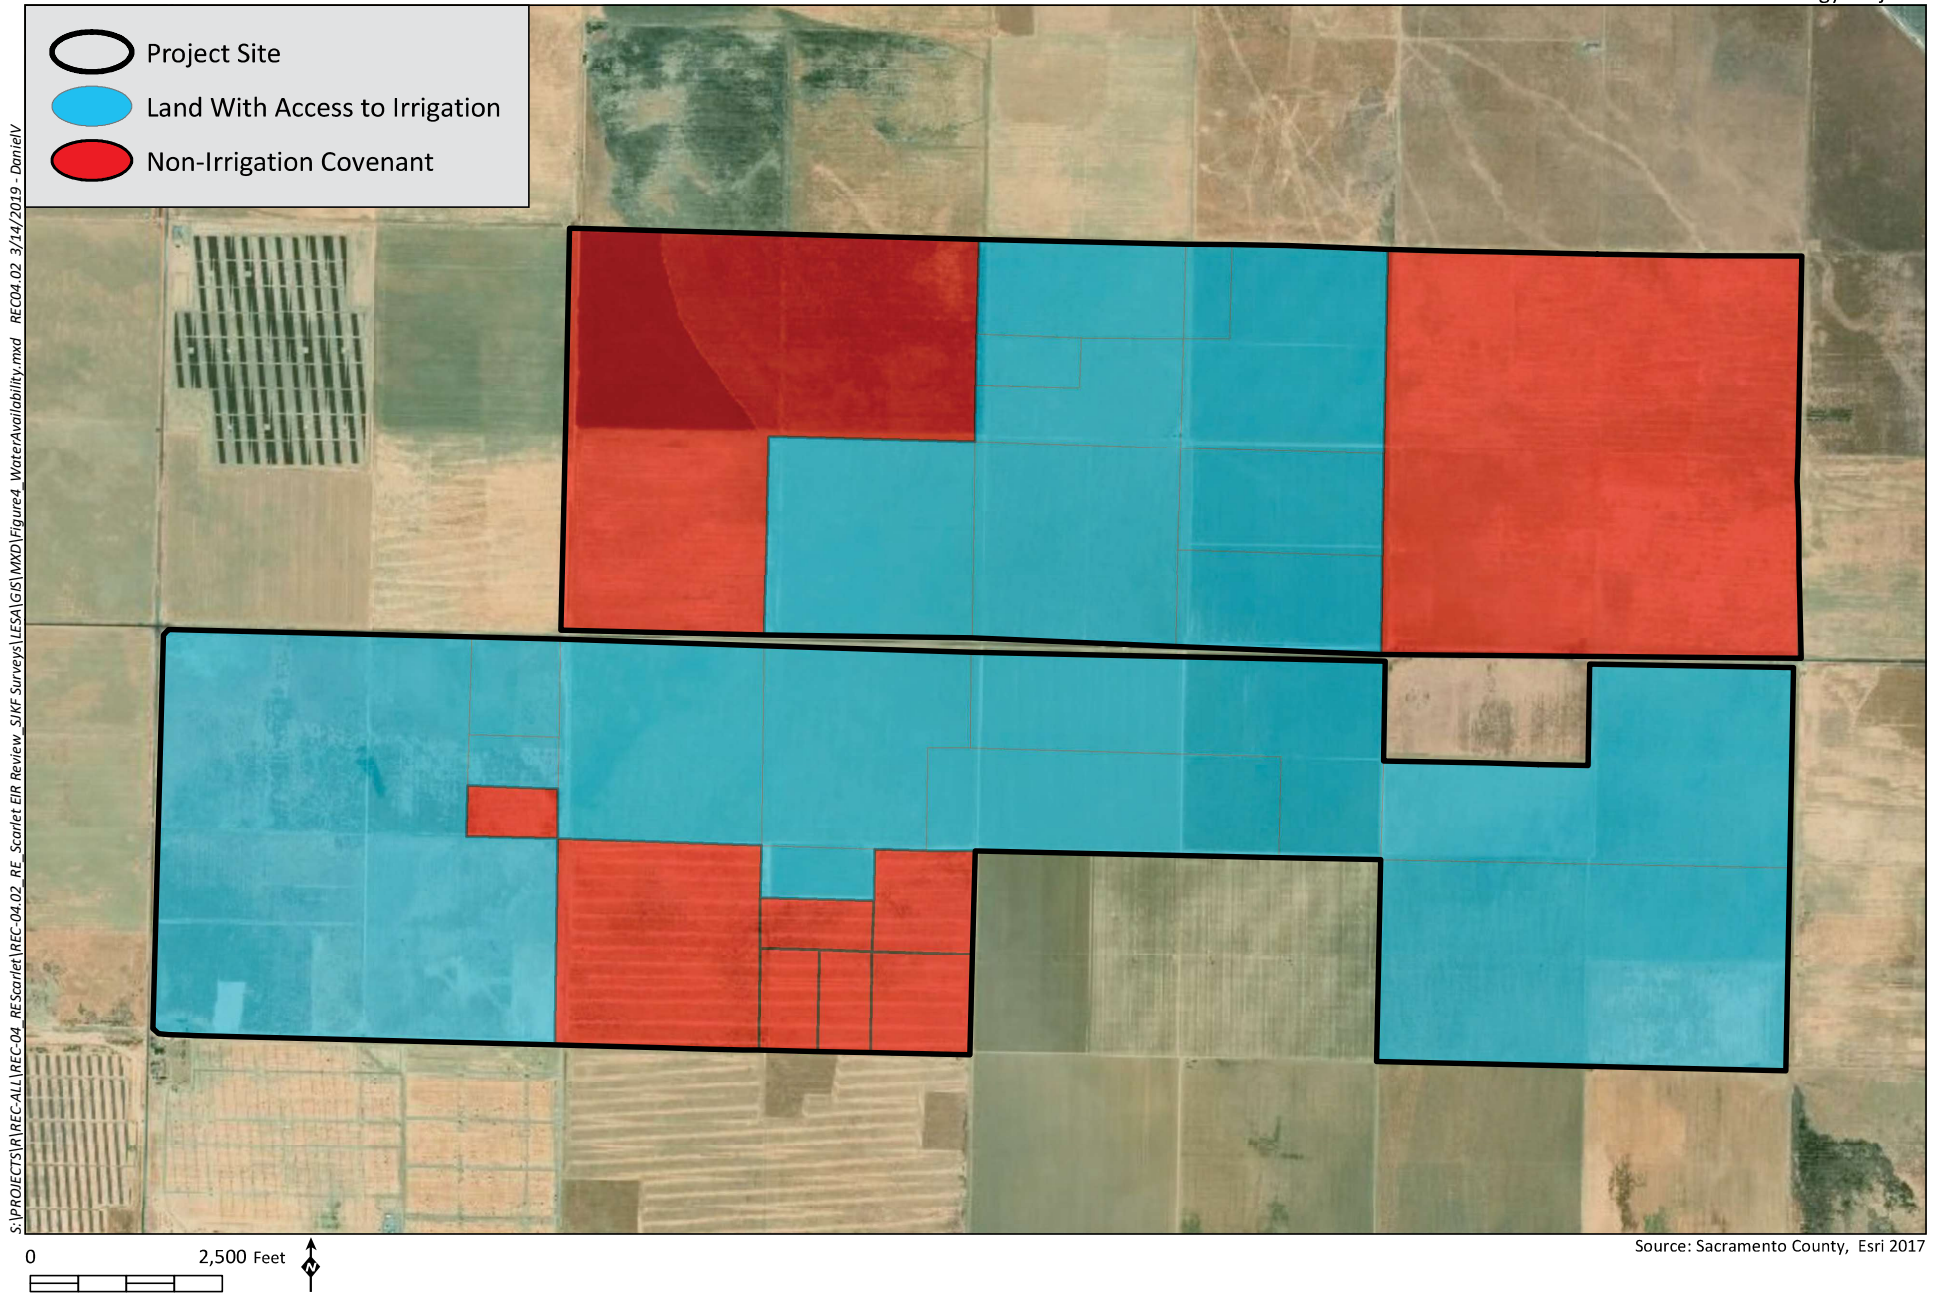 Project Site
Land With Access to Irrigation
Non-Irrigation Covenant
S:\PROJECTS\R\REC-ALL\REC-04_REScarlet\REC-04.02_RE_Scarlet EIR Review_SJKF Surveys\LESA\GIS\MXD\Figure4_WaterAvailability.mxd REC04.02 3/14/2019 - DanielV
0 2,500 Feet
N
Source: Sacramento County, Esri 2017